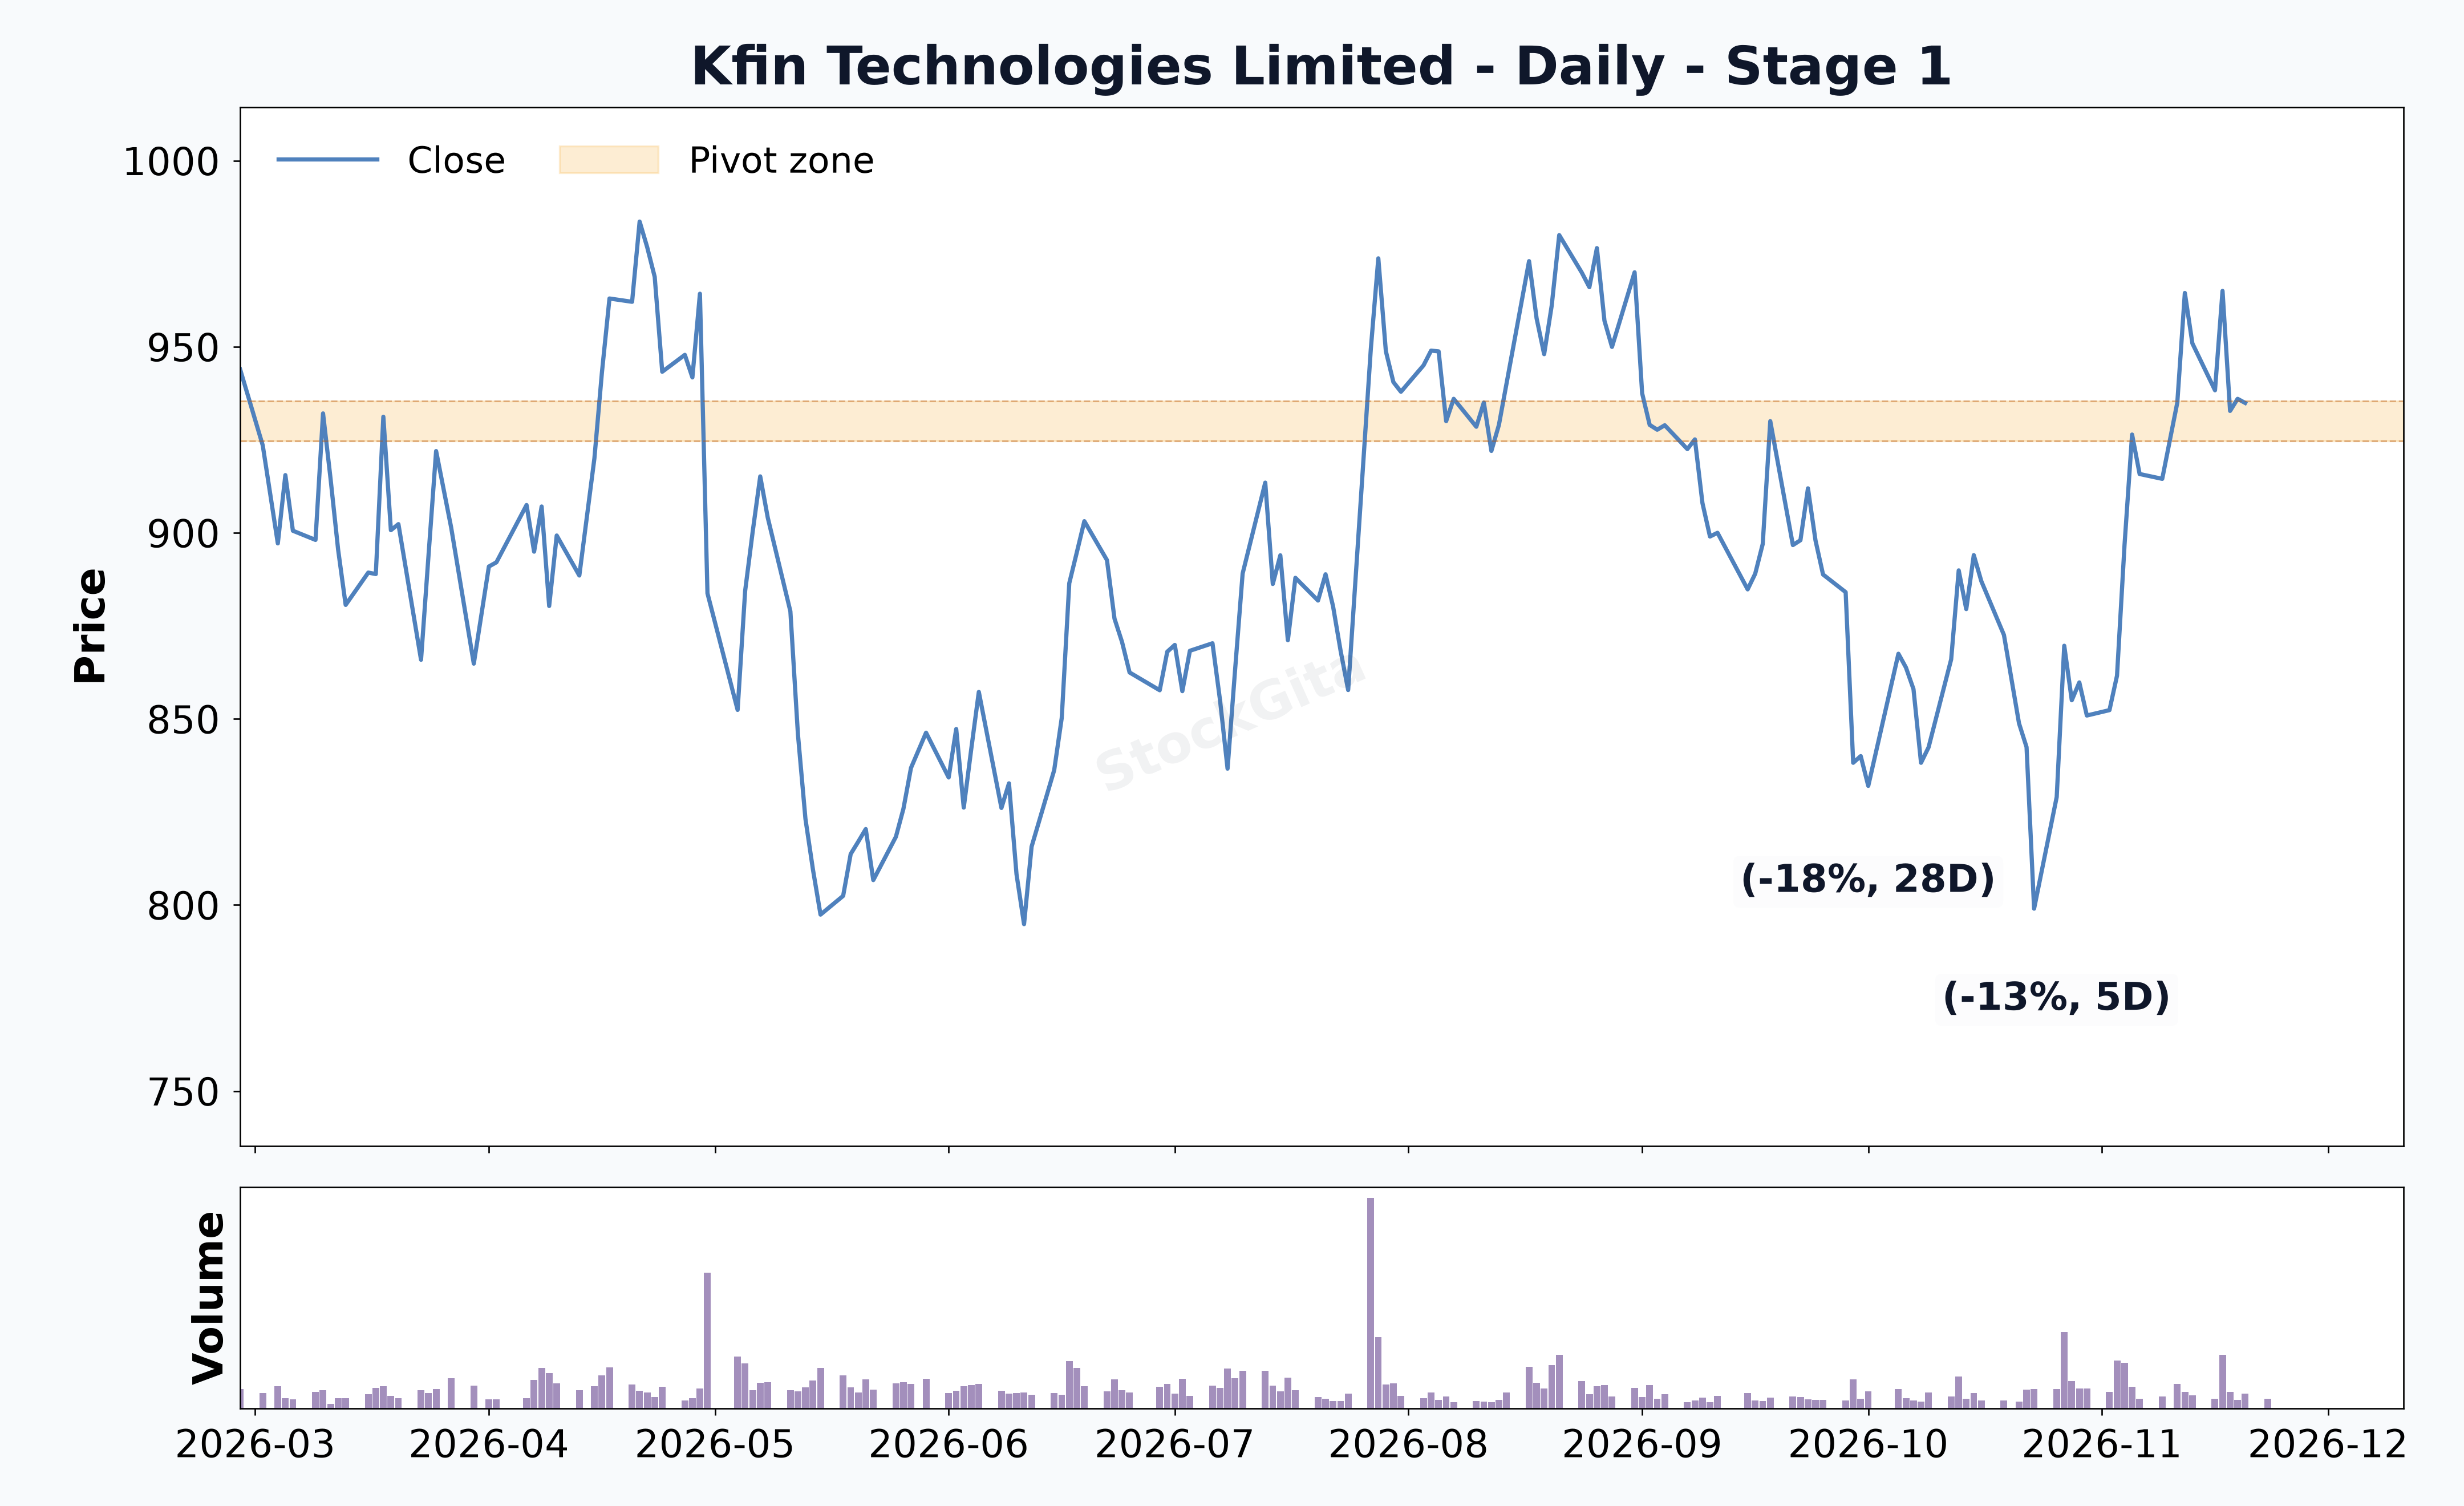 Kfin Technologies Limited - Daily - Stage 1
Close
Pivot zone
1000
950
900
850
800
750
Price
StockGita
(-18%, 28D)
(-13%, 5D)
Volume
2026-03
2026-04
2026-05
2026-06
2026-07
2026-08
2026-09
2026-10
2026-11
2026-12